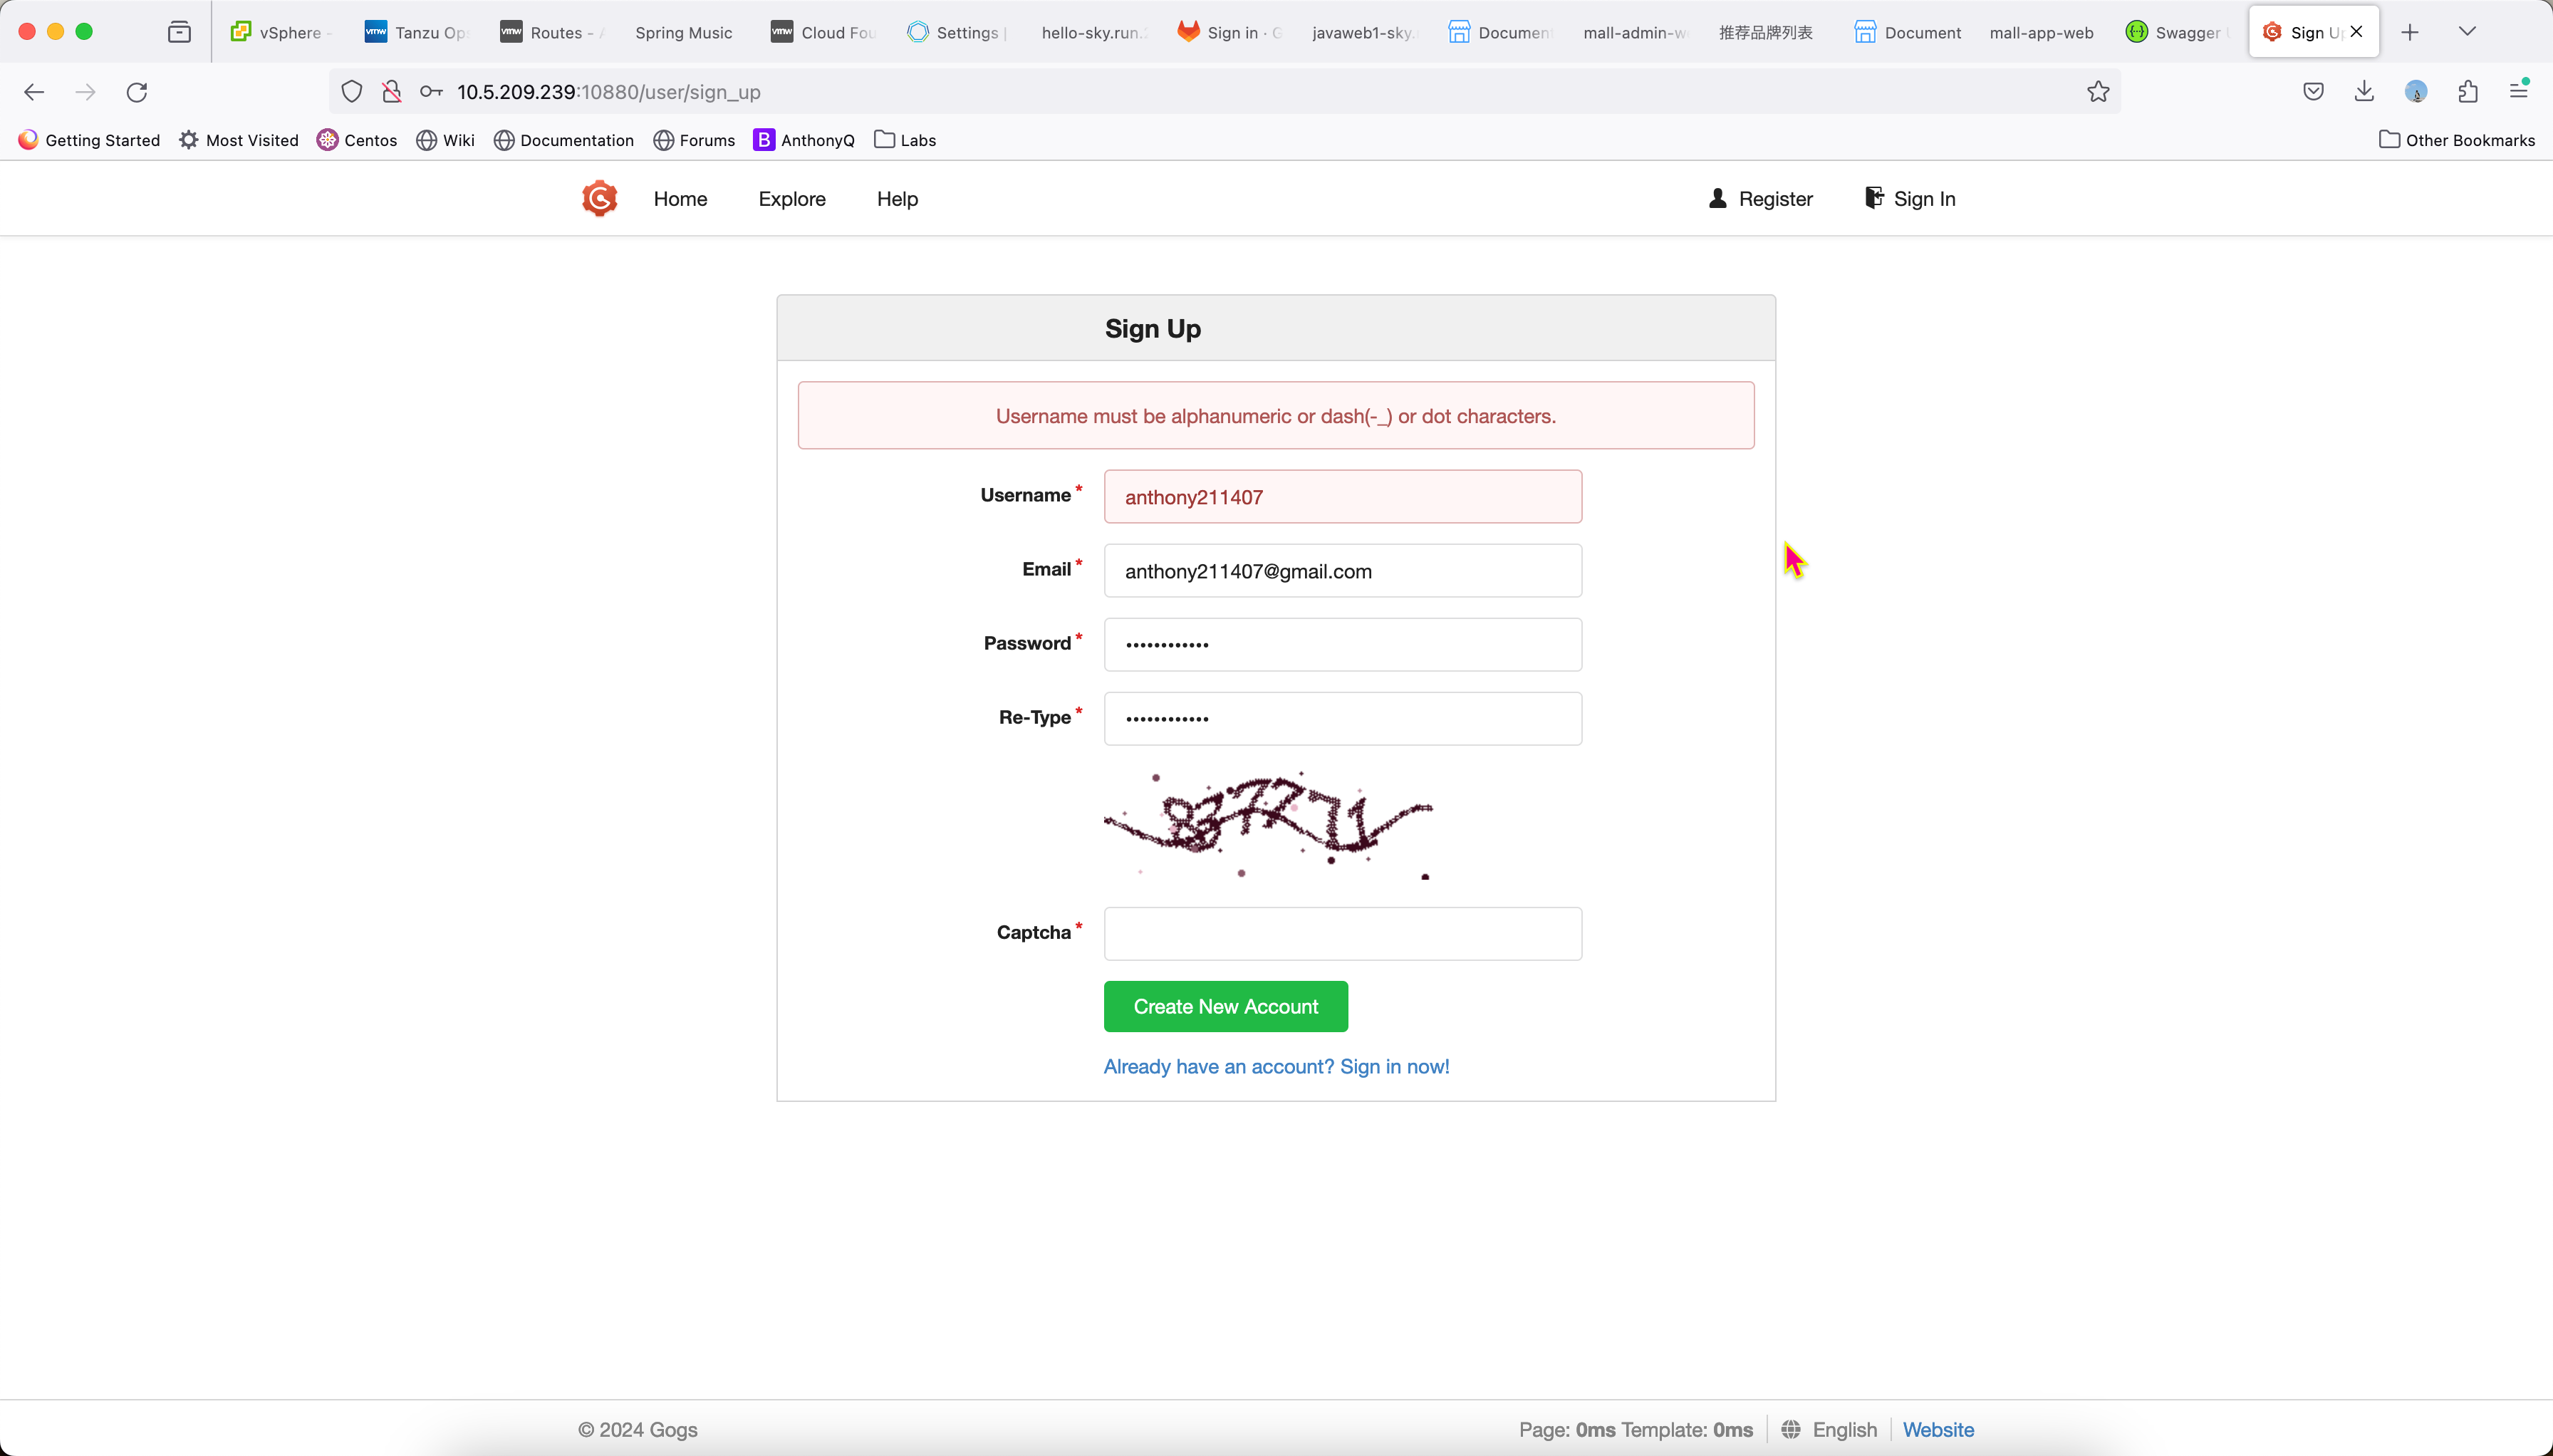 vSphere -
Tanzu Op
Routes - A
Spring Music
Cloud Fou
Settings |
hello-sky.run.
Sign in · G
javaweb1-sky.
Documen
mall-admin-w
推荐品牌列表
Document
mall-app-web
Swagger U
Sign Up
10.5.209.239:10880/user/sign_up
Getting Started
Most Visited
Centos
Wiki
Documentation
Forums
B AnthonyQ
Labs
Other Bookmarks
Home
Explore
Help
Register
Sign In
Sign Up
Username must be alphanumeric or dash(-_) or dot characters.
Username *
anthony211407
Email *
anthony211407@gmail.com
Password *
••••••••••••
Re-Type *
••••••••••••
Captcha *
Create New Account
Already have an account? Sign in now!
© 2024 Gogs
Page: 0ms Template: 0ms
English
Website